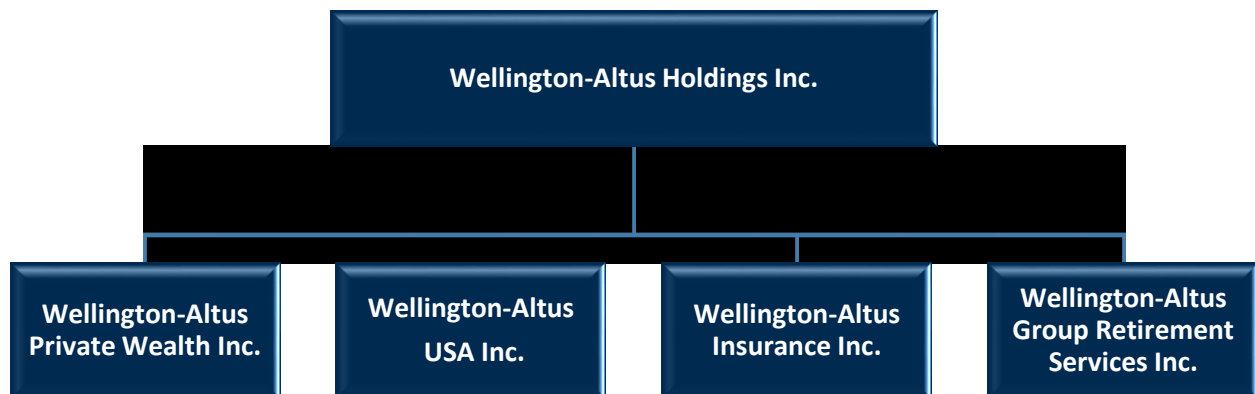 Wellington-Altus Holdings Inc.
Wellington-Altus
Private Wealth Inc.
Wellington-Altus
USA Inc.
Wellington-Altus
Insurance Inc.
Wellington-Altus
Group Retirement
Services Inc.